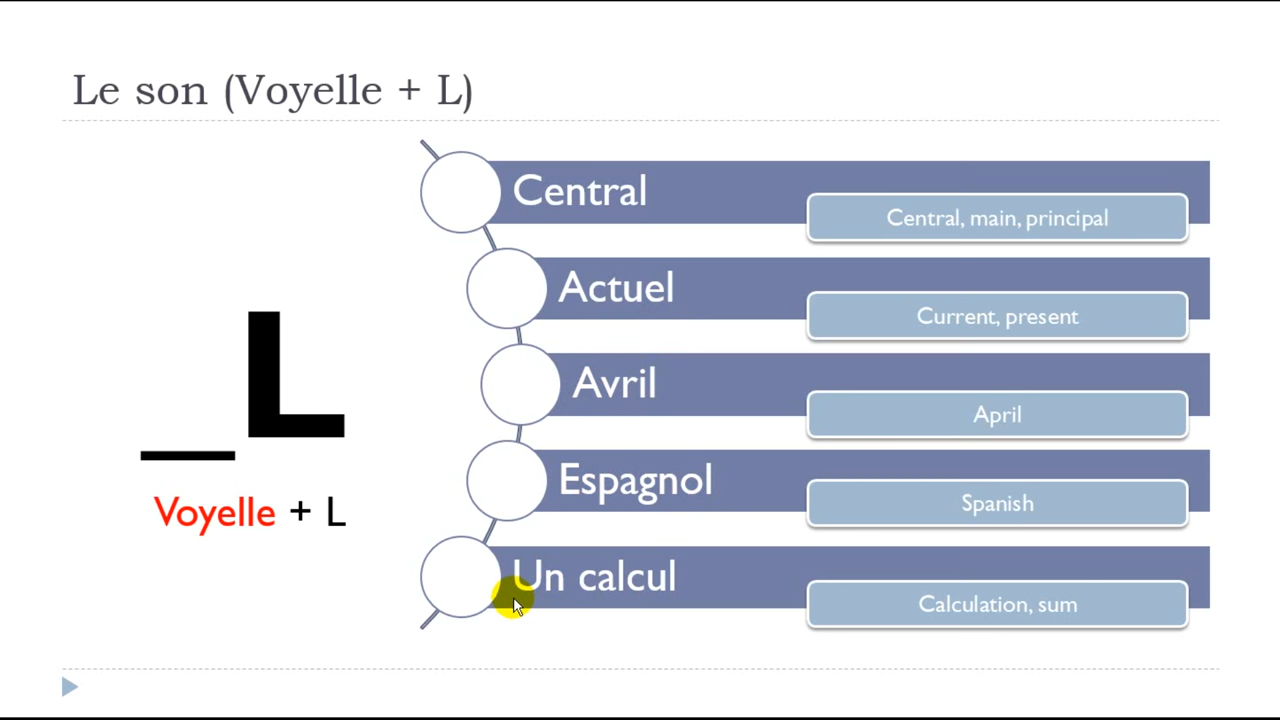 Le son (Voyelle + L)
Central
Central, main, principal
Actuel
Current, present
_L
Voyelle + L
Avril
April
Espagnol
Spanish
Un calcul
Calculation, sum